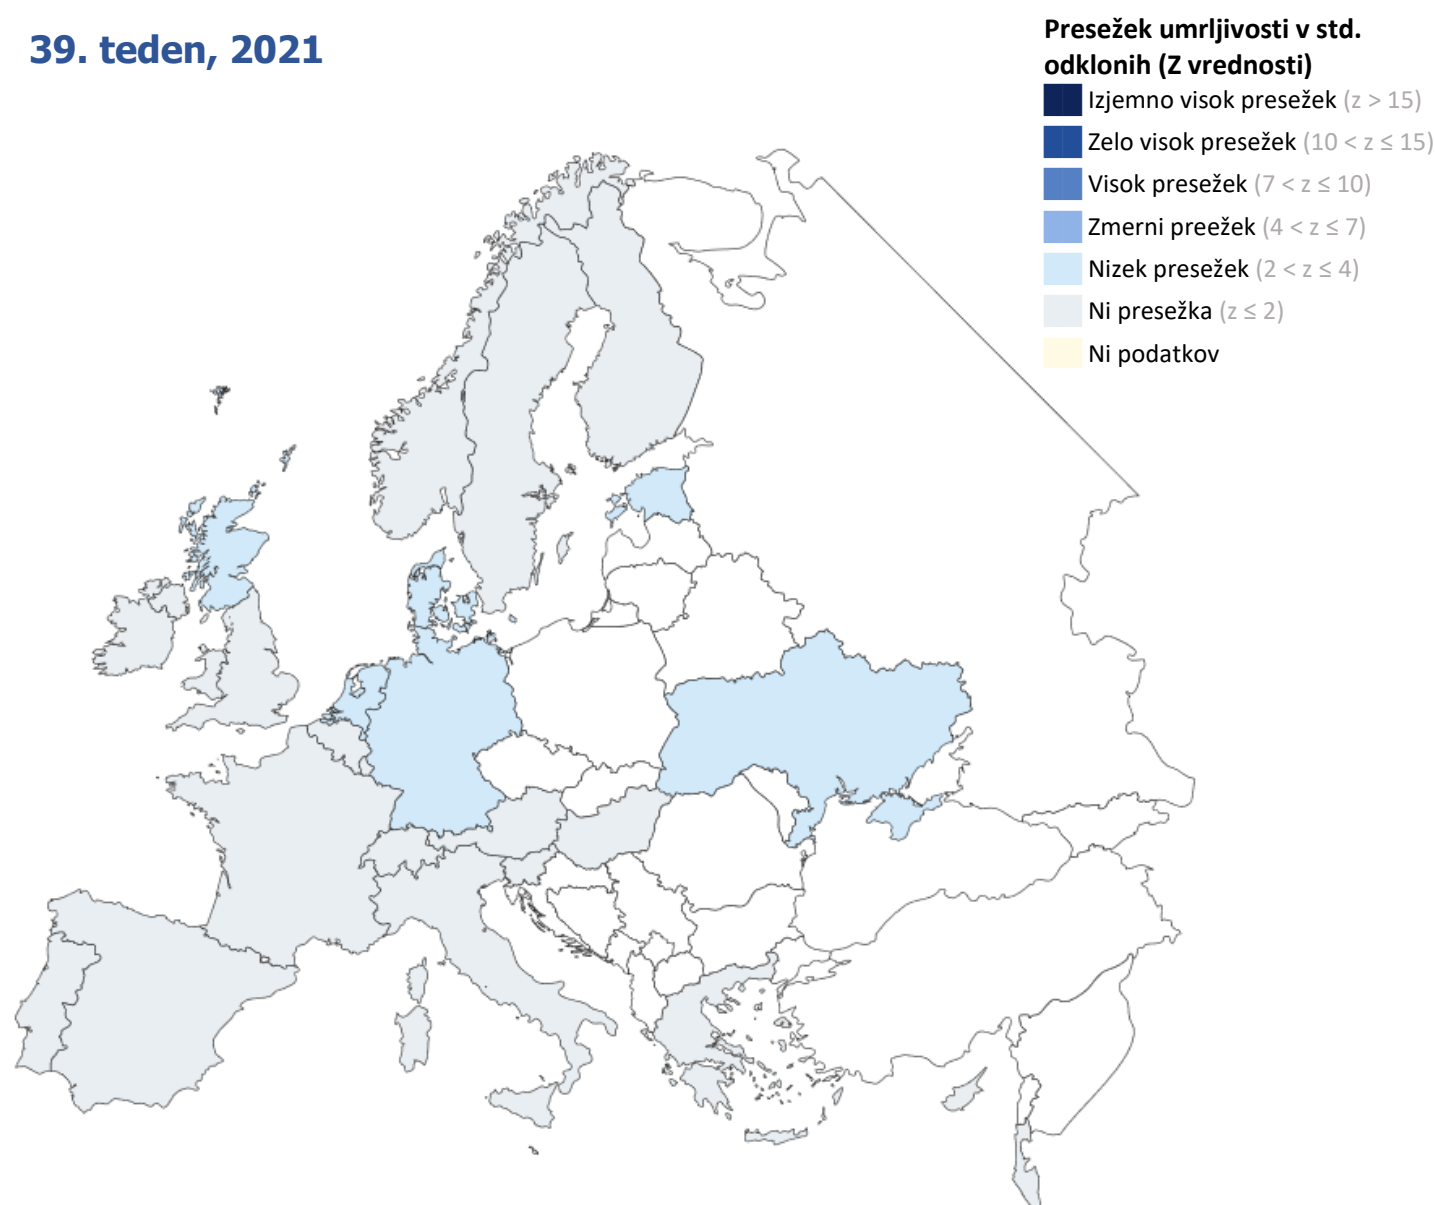 39. teden, 2021
Presežek umrljivosti v std.
odklonih (Z vrednosti)
Izjemno visok presežek (z > 15)
Zelo visok presežek (10 < z ≤ 15)
Visok presežek (7 < z ≤ 10)
Zmerni preežek (4 < z ≤ 7)
Nizek presežek (2 < z ≤ 4)
Ni presežka (z ≤ 2)
Ni podatkov